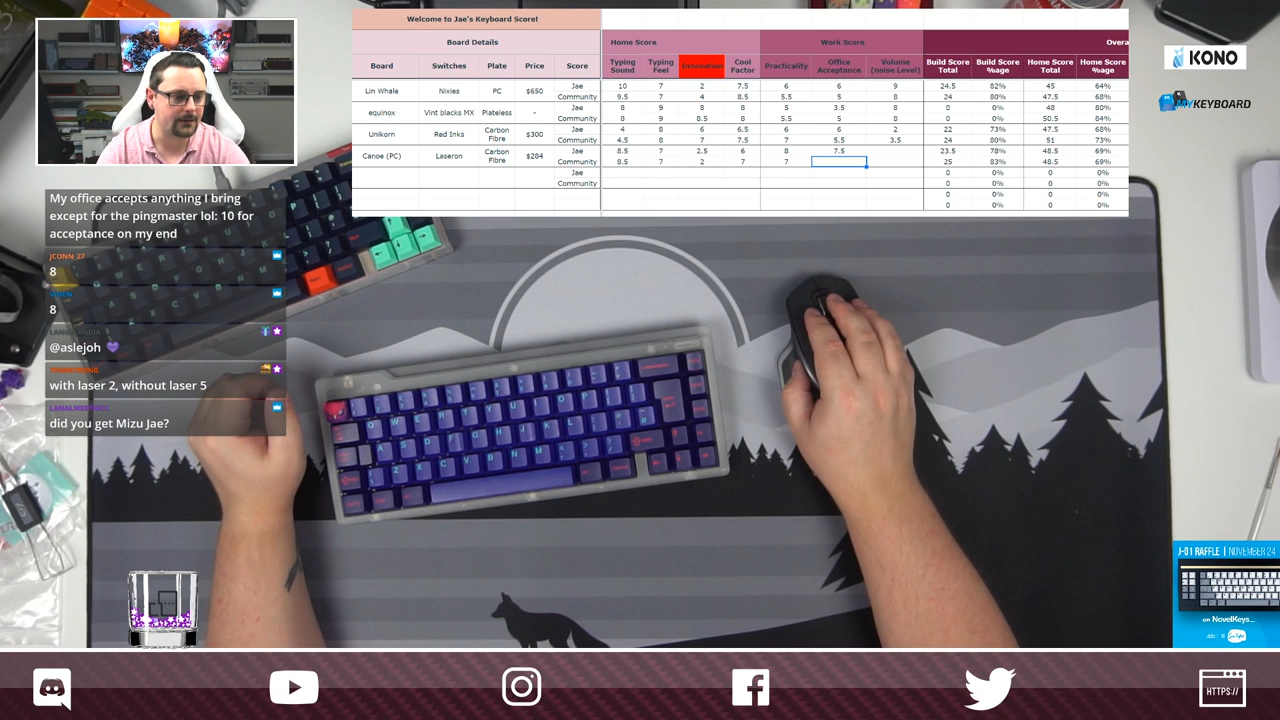 Welcome to Jae's Keyboard Score!
Board Details Home Score Work Score Overa
Board Switches Plate Price Score Typing Sound Typing Feel Innovation Cool Factor Practicality Office Acceptance Volume (noise Level) Build Score Total Build Score %age Home Score Total Home Score %age
Lin Whale Nixies PC $650 Jae 10 7 2 7.5 6 6 9 24.5 82% 45 64%
Community 9.5 7 4 8.5 5.5 6 8 24 80% 47.5 68%
equinox Vint blacks MX Plateless - Jae 8 9 8 8 5 3.5 8 0 0% 48 80%
Community 8 9 8.5 8 5 5 8 0 0% 50.5 84%
Unikorn Red Inks Carbon Fibre $300 Jae 4 8 6 6.5 6 6 2 22 73% 47.5 68%
Community 4.5 8 7 7.5 7 5.5 3.5 24 80% 51 73%
Canoe (PC) Laseron Carbon Fibre $284 Jae 8.5 7 2.5 6 8 7.5 23.5 78% 48.5 69%
Community 8.5 7 2 7 7 25 83% 48.5 69%
Jae 0 0% 0 0%
Community 0 0% 0 0%
0 0% 0 0%
0 0% 0 0%
KONO
MYKEYBOARD
My office accepts anything I bring
except for the pingmaster lol: 10 for
acceptance on my end
JCONN_27
8
8
@aslejoh 💜
with laser 2, without laser 5
did you get Mizu Jae?
J-01 RAFFLE | NOVEMBER 24
ON NovelKeys_
HTTPS://